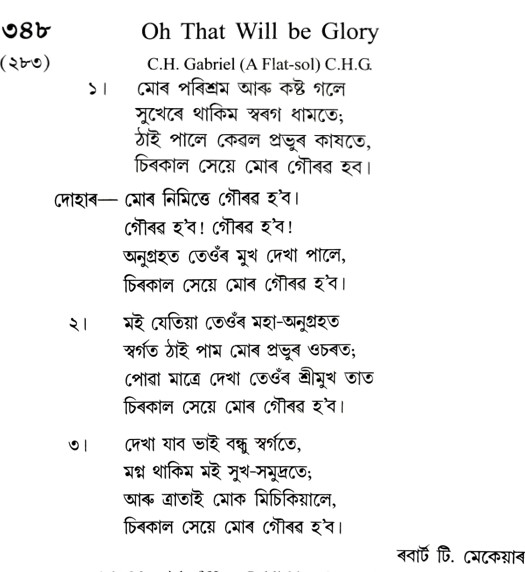 ৩৪৮ Oh That Will be Glory
(২৮৩) C.H. Gabriel (A Flat-sol) C.H.G.
১। মোৰ পৰিশ্ৰম আৰু কষ্ট গলে
সুখেৰে থাকিম স্বৰগ ধামতে;
ঠাই পালে কেৱল প্ৰভুৰ কাষতে,
চিৰকাল সেয়ে মোৰ গৌৰৱ হব।
দোহাৰ— মোৰ নিমিত্তে গৌৰৱ হ'ব।
গৌৰৱ হ'ব! গৌৰৱ হ'ব!
অনুগ্ৰহত তেওঁৰ মুখ দেখা পালে,
চিৰকাল সেয়ে মোৰ গৌৰৱ হ'ব।
২। মই যেতিয়া তেওঁৰ মহা-অনুগ্ৰহত
স্বৰ্গত ঠাই পাম মোৰ প্ৰভুৰ ওচৰত;
পোৱা মাত্ৰে দেখা তেওঁৰ শ্ৰীমুখ তাত
চিৰকাল সেয়ে মোৰ গৌৰৱ হ'ব।
৩। দেখা যাব ভাই বন্ধু স্বৰ্গতে,
মগ্ন থাকিম মই সুখ-সমুদ্ৰতে;
আৰু ত্ৰাতাই মোক মিচিকিয়ালে,
চিৰকাল সেয়ে মোৰ গৌৰৱ হ'ব।
ৰবাৰ্ট টি. মেকেয়াৰ